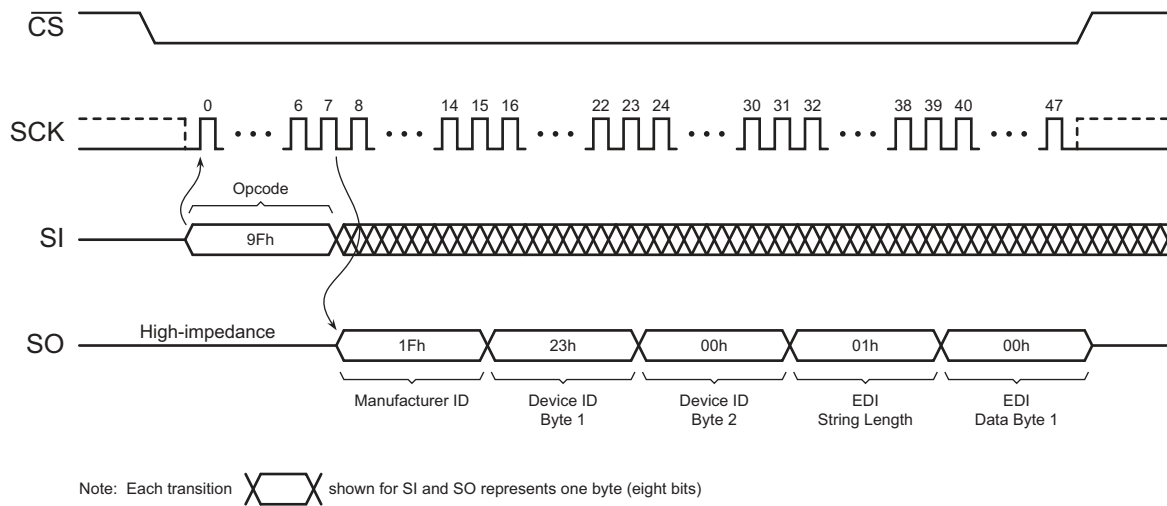 CS
0 6 7 8 14 15 16 22 23 24 30 31 32 38 39 40 47
SCK
Opcode
SI
9Fh
High-impedance
SO
1Fh 23h 00h 01h 00h
Manufacturer ID Device ID Device ID EDI EDI
Byte 1 Byte 2 String Length Data Byte 1
Note: Each transition shown for SI and SO represents one byte (eight bits)